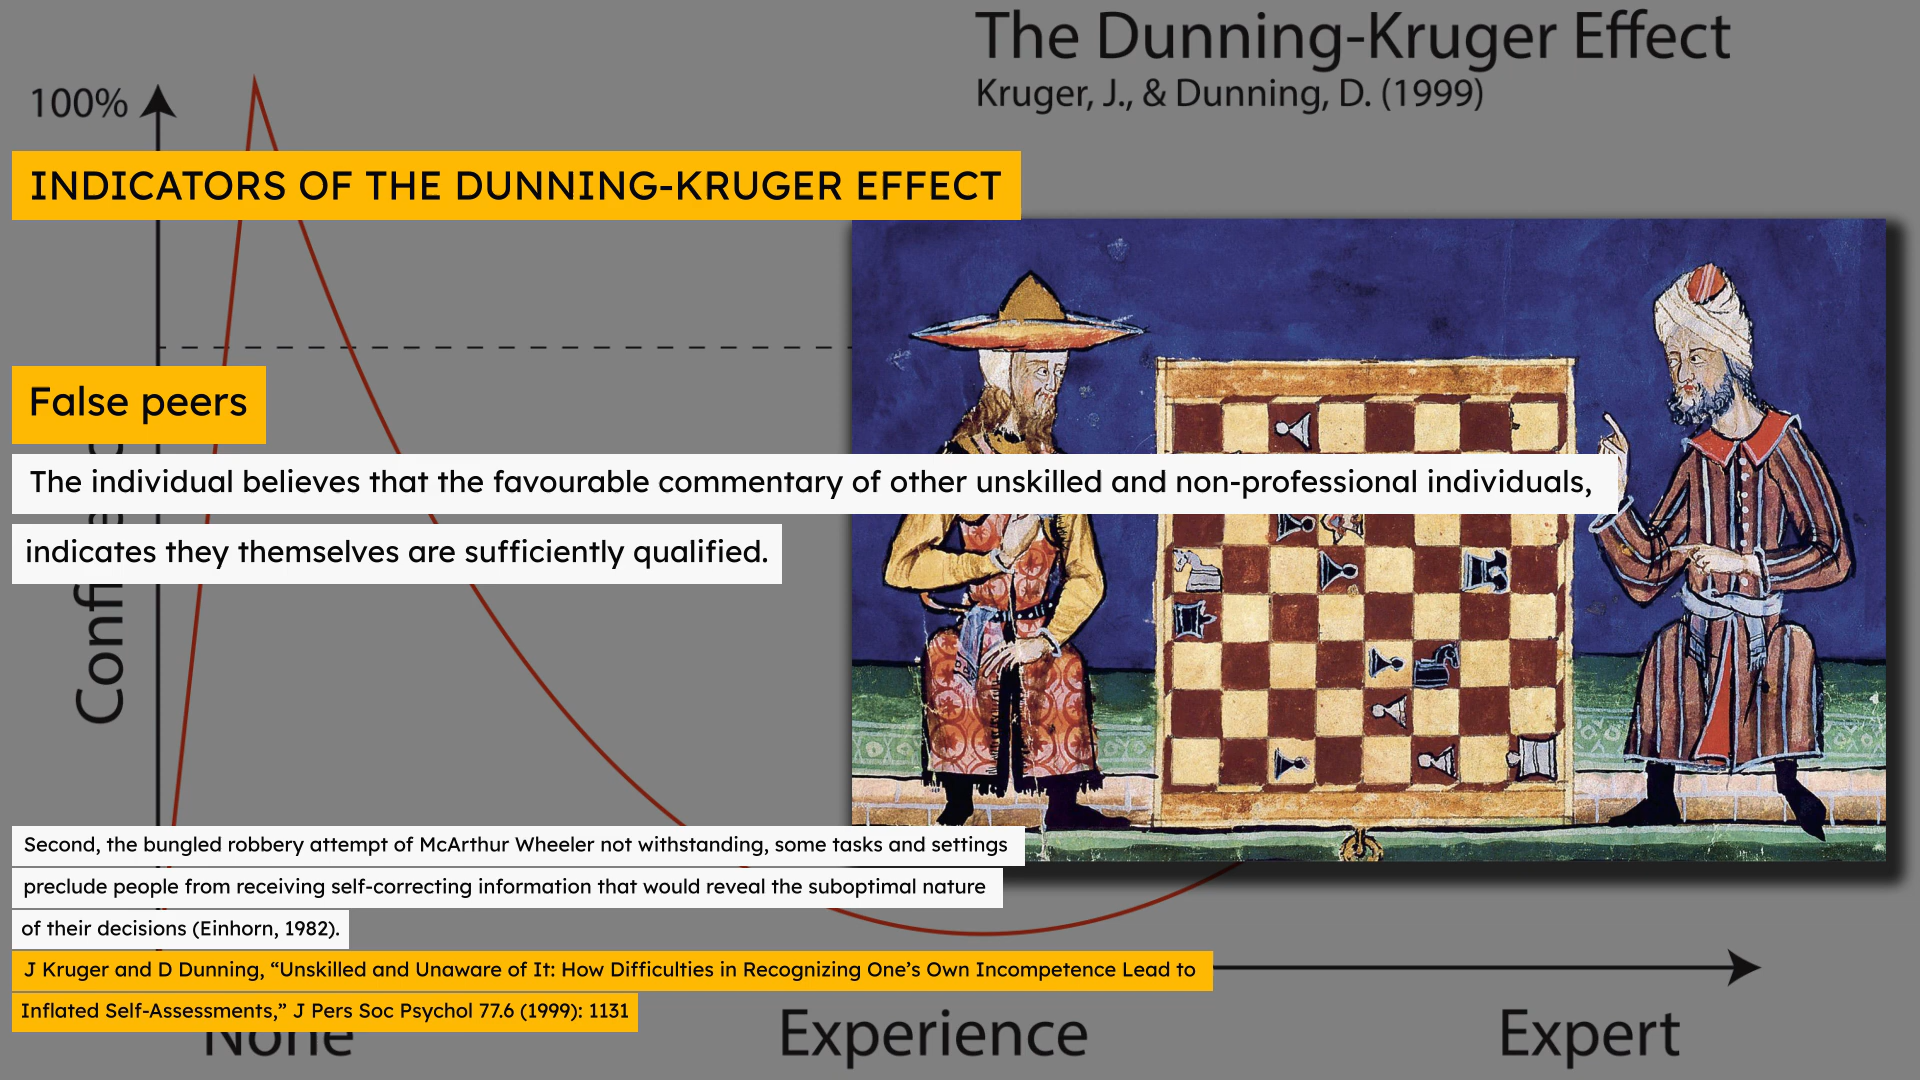 The Dunning-Kruger Effect
Kruger, J., & Dunning, D. (1999)
100%
INDICATORS OF THE DUNNING-KRUGER EFFECT
False peers
The individual believes that the favourable commentary of other unskilled and non-professional individuals,
indicates they themselves are sufficiently qualified.
Second, the bungled robbery attempt of McArthur Wheeler not withstanding, some tasks and settings
preclude people from receiving self-correcting information that would reveal the suboptimal nature
of their decisions (Einhorn, 1982).
J Kruger and D Dunning, “Unskilled and Unaware of It: How Difficulties in Recognizing One’s Own Incompetence Lead to
Inflated Self-Assessments,” J Pers Soc Psychol 77.6 (1999): 1131
None
Experience
Expert